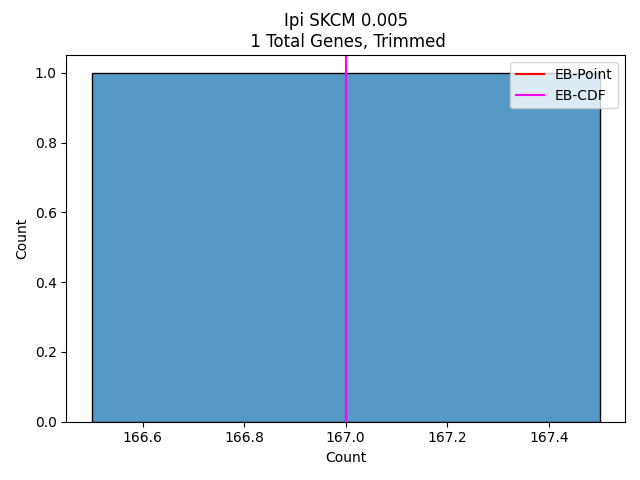 Ipi SKCM 0.005
1 Total Genes, Trimmed
EB-Point
EB-CDF
1.0
0.8
0.6
0.4
0.2
0.0
Count
166.6
166.8
167.0
167.2
167.4
Count